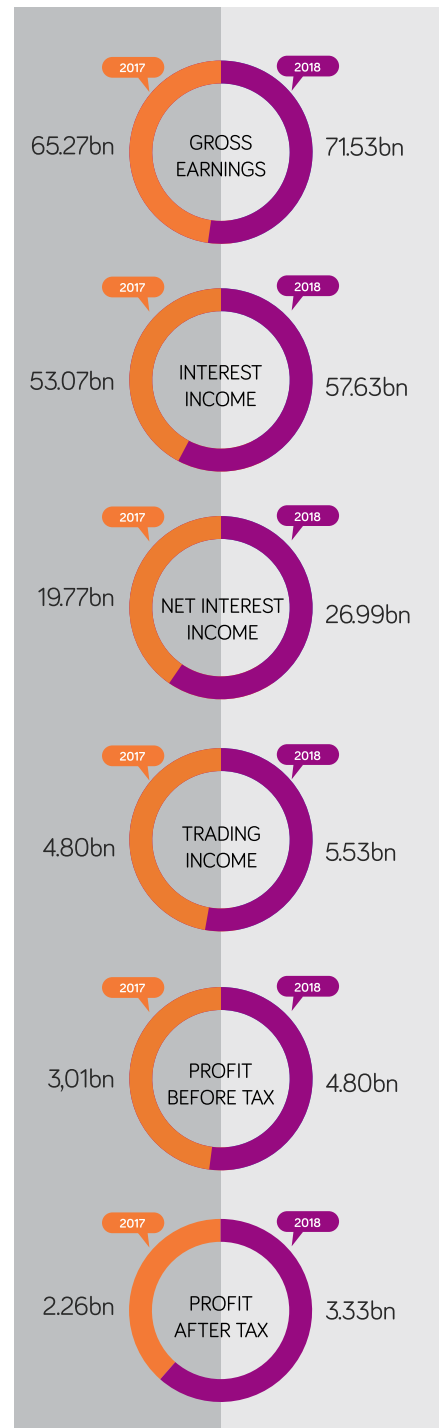 2017
2018
65.27bn
GROSS
EARNINGS
71.53bn
2017
2018
53.07bn
INTEREST
INCOME
57.63bn
2017
2018
19.77bn
NET INTEREST
INCOME
26.99bn
2017
2018
4.80bn
TRADING
INCOME
5.53bn
2017
2018
3,01bn
PROFIT
BEFORE TAX
4.80bn
2017
2018
2.26bn
PROFIT
AFTER TAX
3.33bn